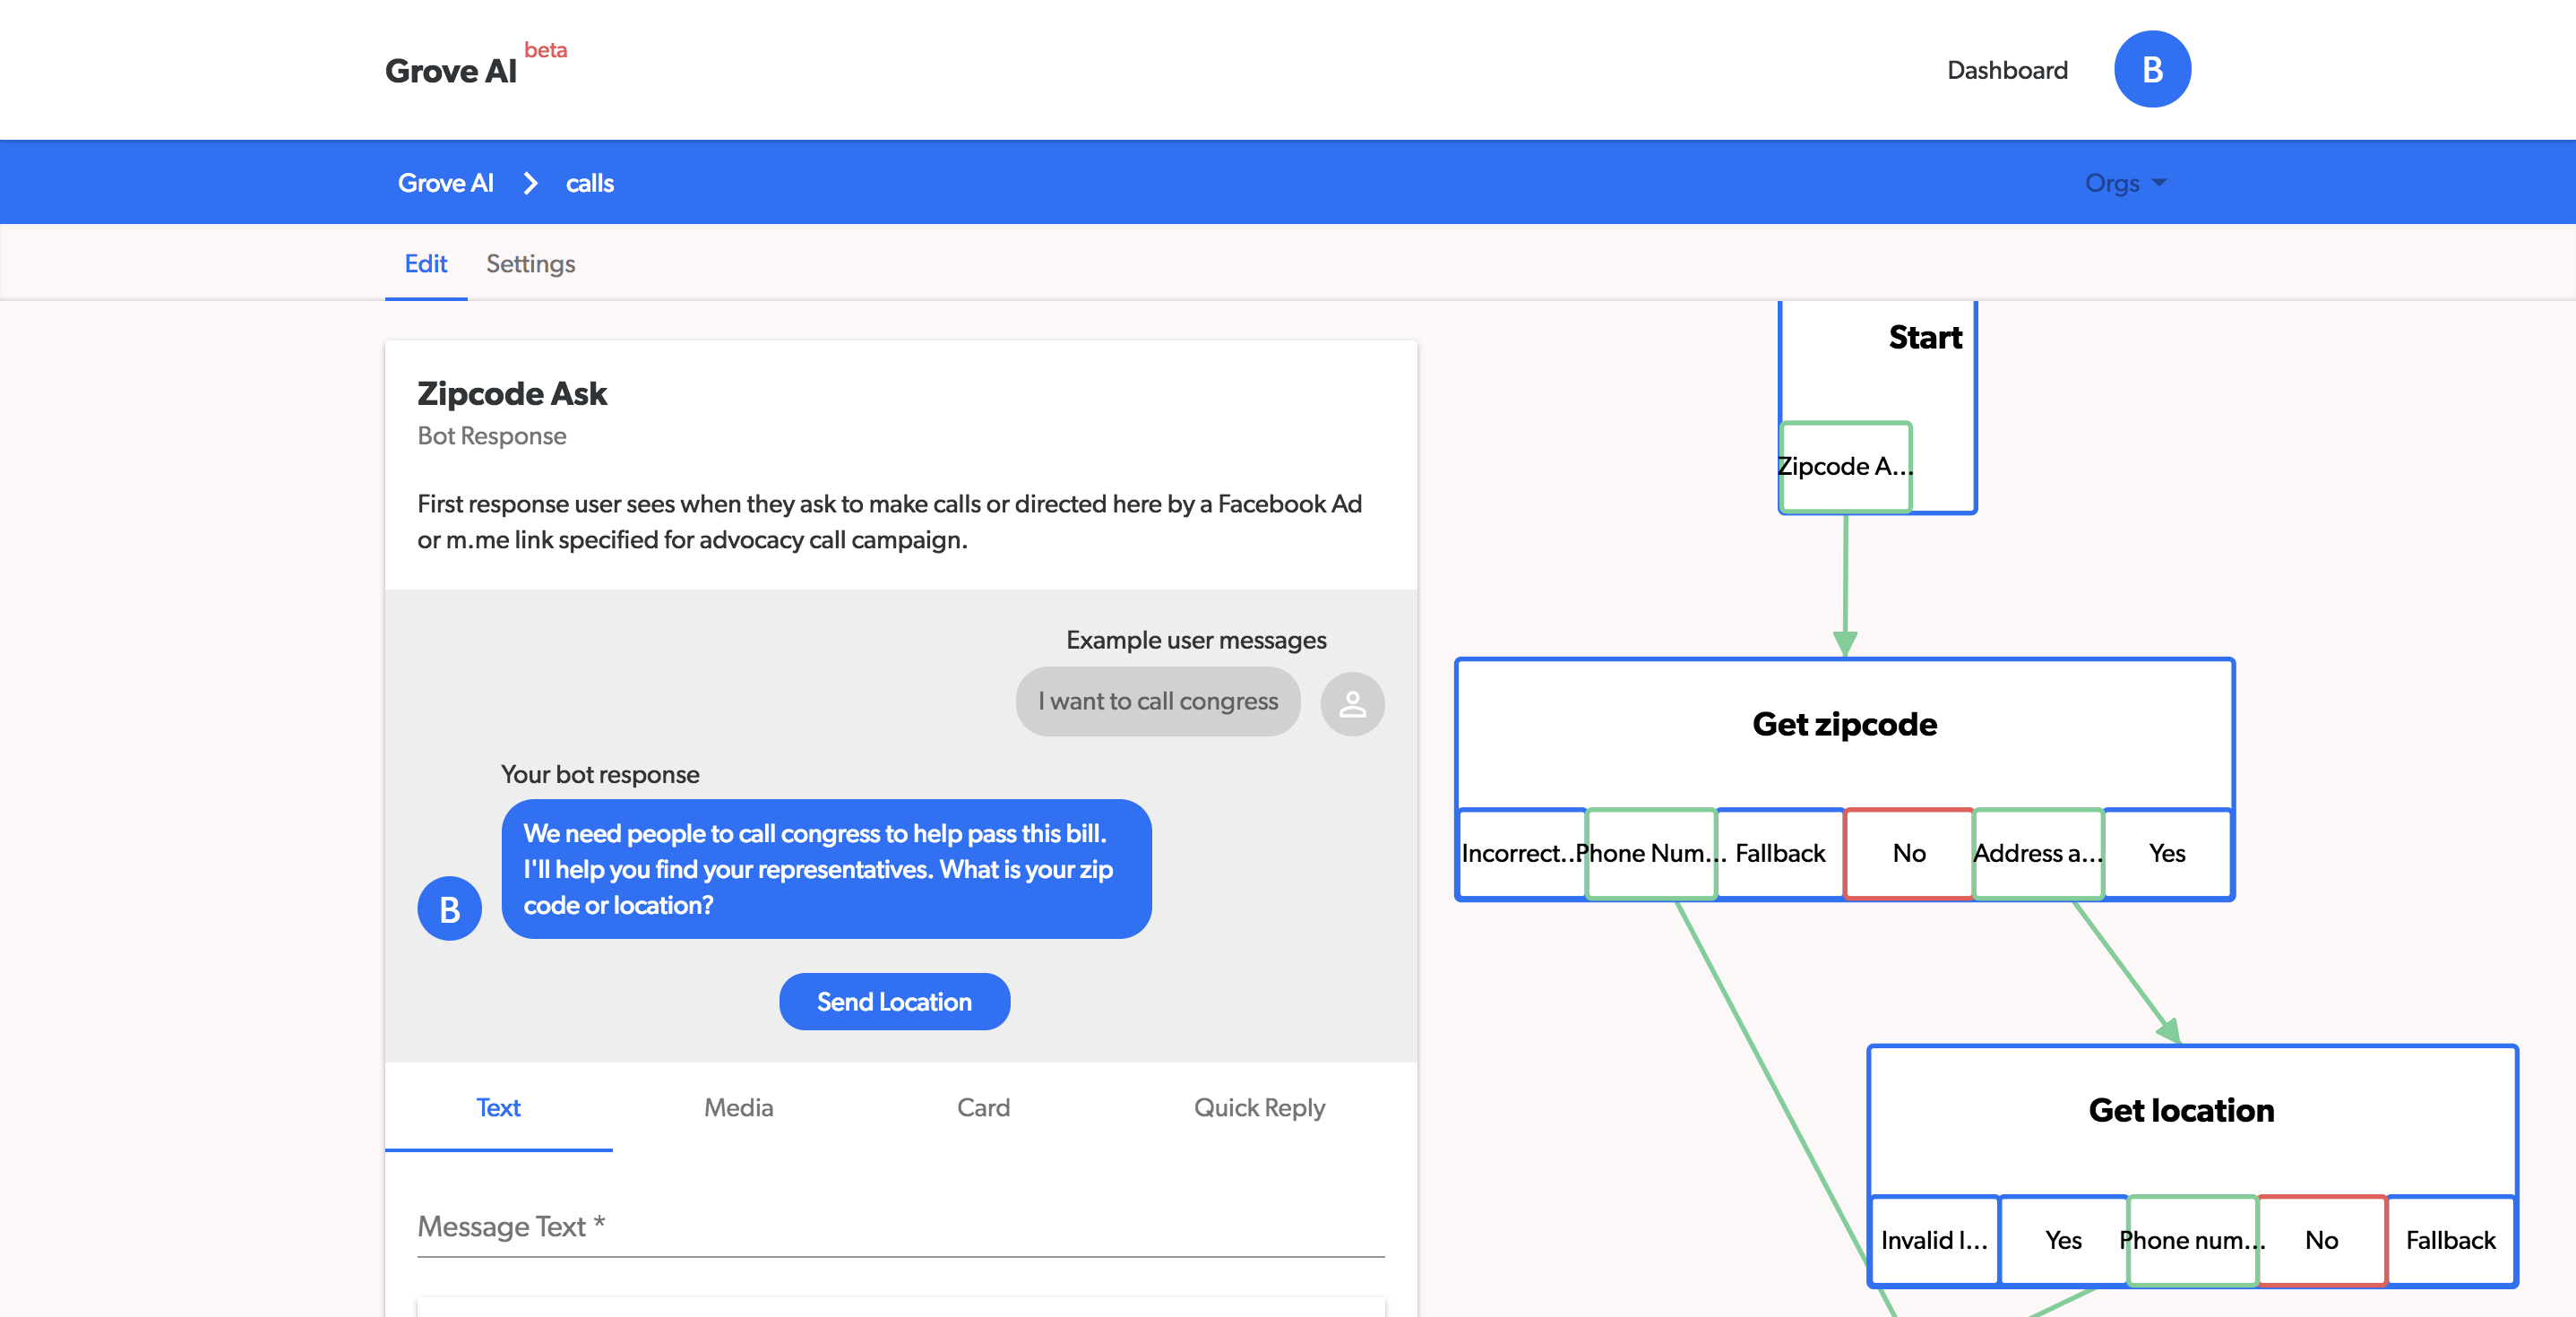 Grove AI beta
Dashboard
B
Grove AI
calls
Orgs
Edit
Settings
Zipcode Ask
Bot Response
First response user sees when they ask to make calls or directed here by a Facebook Ad
or m.me link specified for advocacy call campaign.
Example user messages
I want to call congress
Your bot response
We need people to call congress to help pass this bill.
I'll help you find your representatives. What is your zip
code or location?
B
Send Location
Text
Media
Card
Quick Reply
Message Text *
Start
Zipcode A...
Get zipcode
Incorrect...
Phone Num...
Fallback
No
Address a...
Yes
Get location
Invalid l...
Yes
Phone num...
No
Fallback